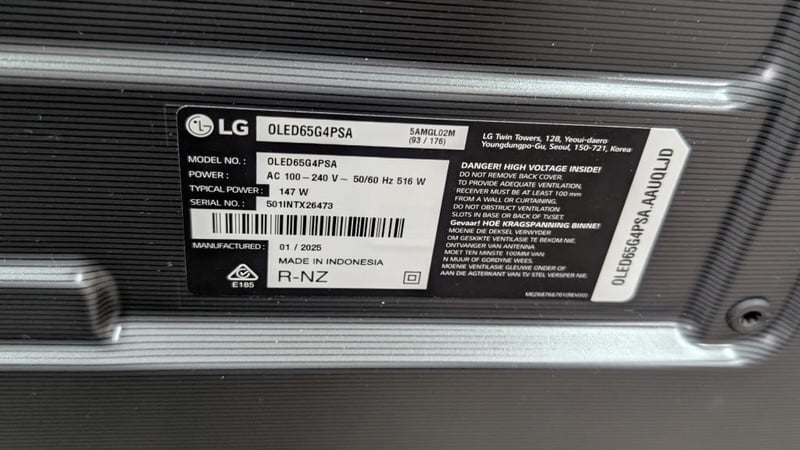 LG
OLED65G4PSA
5AMGL02M
(93 / 176)
LG Twin Towers, 128, Yeoui-daero
Youngdungpo-Gu, Seoul, 150-721, Korea
MODEL NO. : OLED65G4PSA
POWER : AC 100-240 V~ 50/60 Hz 516 W
TYPICAL POWER : 147 W
SERIAL NO. : 501INTX26473
MANUFACTURED : 01 / 2025
MADE IN INDONESIA
R-NZ
E185
DANGER! HIGH VOLTAGE INSIDE!
DO NOT REMOVE BACK COVER.
TO PROVIDE ADEQUATE VENTILATION,
RECEIVER MUST BE AT LEAST 100 mm
FROM A WALL OR CURTAINING.
DO NOT OBSTRUCT VENTILATION
SLOTS IN BASE OR BACK OF TV.SET.
Gevaar! HOË KRAGSPANNING BINNE!
MOENIE DIE DEKSEL VERWYDER
OM GESKIKTE VENTILASIE TE BEKOM NIE.
ONTVANGER VAN ANTENNA
MOET TEN MINSTE 100MM VAN
N MUUR OF GORDYNE WEES.
MOENIE VENTILASIE GLEUWE ONDER OF
AAN DIE AGTERKANT VAN TV STEL VERSPER NIE.
OLED65G4PSA.AAUQLJD